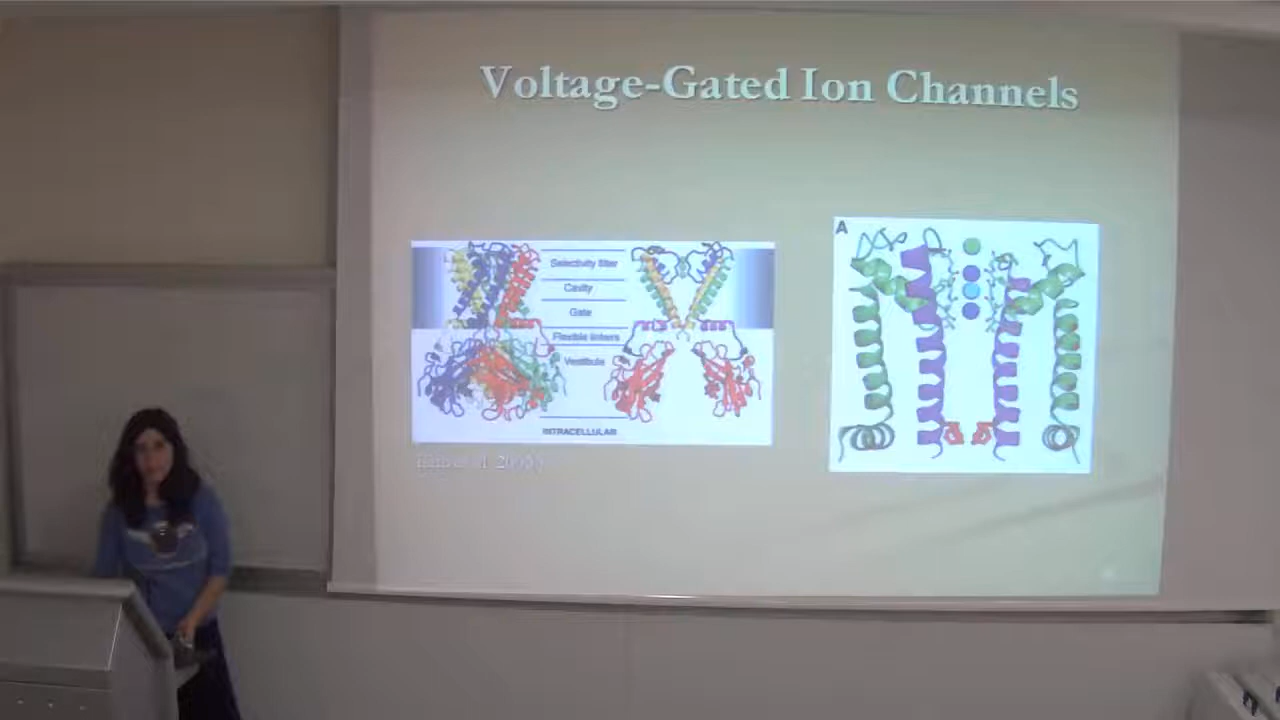 Voltage-Gated Ion Channels
A
Selectivity filter
Cavity
Gate
Flexible linkers
Vestibule
INTRACELLULAR